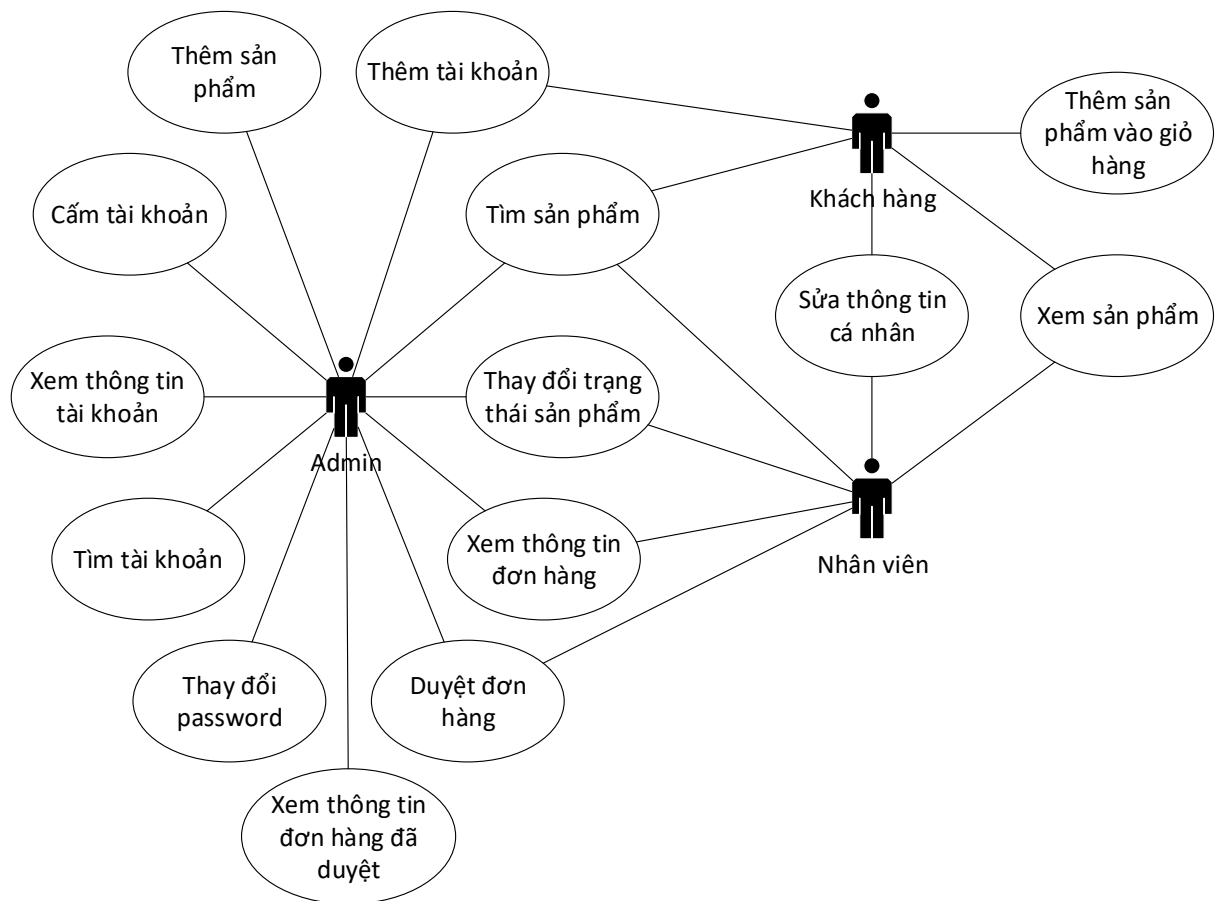 Thêm sản
phẩm
Thêm tài khoản
Thêm sản
phẩm vào giỏ
hàng
Khách hàng
Cấm tài khoản
Tìm sản phẩm
Sửa thông tin
cá nhân
Xem sản phẩm
Xem thông tin
tài khoản
Thay đổi trạng
thái sản phẩm
Admin
Tìm tài khoản
Xem thông tin
đơn hàng
Nhân viên
Thay đổi
password
Duyệt đơn
hàng
Xem thông tin
đơn hàng đã
duyệt